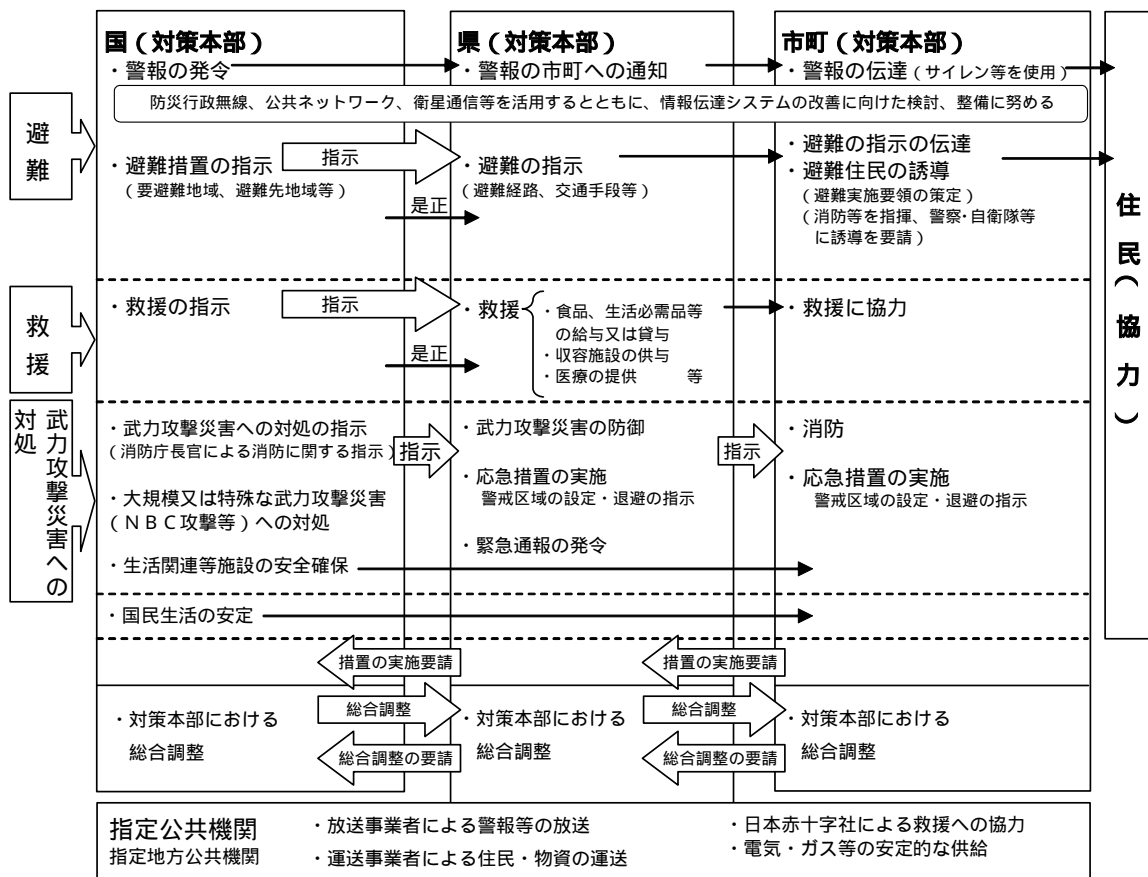 国(対策本部)
県(対策本部)
市町(対策本部)
・警報の発令
・警報の市町への通知
・警報の伝達(サイレン等を使用)
防災行政無線、公共ネットワーク、衛星通信等を活用するとともに、情報伝達システムの改善に向けた検討、整備に努める
避難
・避難措置の指示
(要避難地域、避難先地域等)
指示
是正
・避難の指示
(避難経路、交通手段等)
・避難の指示の伝達
・避難住民の誘導
(避難実施要領の策定)
(消防等を指揮、警察・自衛隊等
に誘導を要請)
住民(協力)
救援
・救援の指示
指示
是正
・救援
・食品、生活必需品等
の給与又は貸与
・収容施設の供与
・医療の提供 等
・救援に協力
武力攻撃災害への
対処
・武力攻撃災害への対処の指示
(消防庁長官による消防に関する指示)
指示
・武力攻撃災害の防御
指示
・消防
・大規模又は特殊な武力攻撃災害
(NBC攻撃等)への対処
・応急措置の実施
警戒区域の設定・退避の指示
・応急措置の実施
警戒区域の設定・退避の指示
・緊急通報の発令
・生活関連等施設の安全確保
・国民生活の安定
措置の実施要請
措置の実施要請
・対策本部における
総合調整
総合調整
総合調整の要請
・対策本部における
総合調整
総合調整
総合調整の要請
・対策本部における
総合調整
指定公共機関
指定地方公共機関
・放送事業者による警報等の放送
・運送事業者による住民・物資の運送
・日本赤十字社による救援への協力
・電気・ガス等の安定的な供給